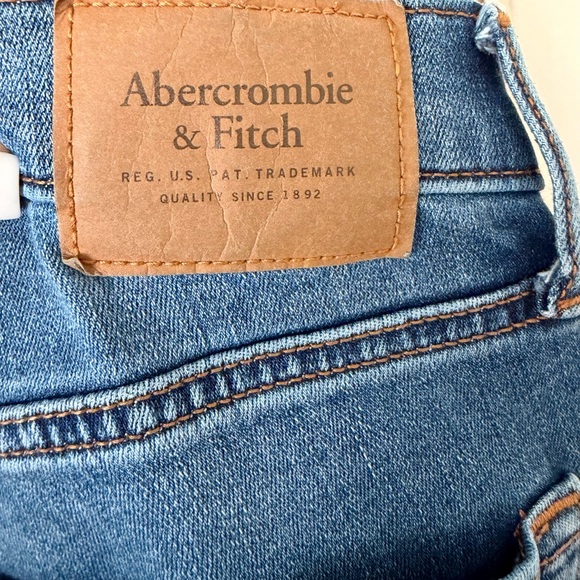 Abercrombie
& Fitch
REG. U.S. PAT. TRADEMARK
QUALITY SINCE 1892